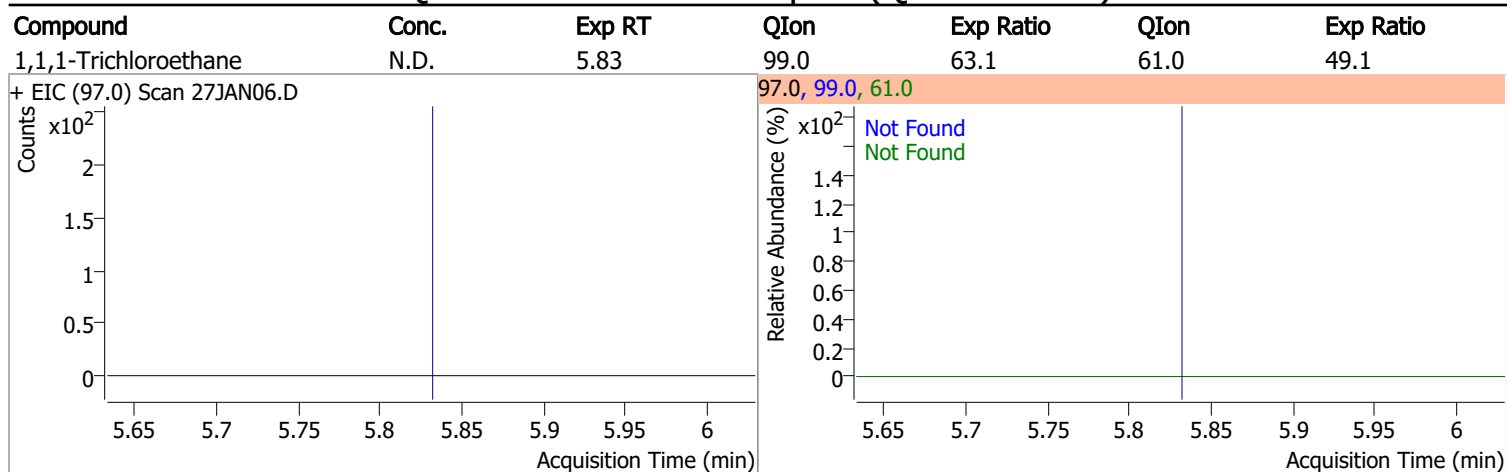 Compound Conc. Exp RT QIon Exp Ratio QIon Exp Ratio
1,1,1-Trichloroethane N.D. 5.83 99.0 63.1 61.0 49.1
+ EIC (97.0) Scan 27JAN06.D
Counts
x10²
2
1.5
1
0.5
0
5.65 5.7 5.75 5.8 5.85 5.9 5.95 6
Acquisition Time (min)
97.0, 99.0, 61.0
Relative Abundance (%)
x10²
Not Found
Not Found
1.4
1.2
1
0.8
0.6
0.4
0.2
0
5.65 5.7 5.75 5.8 5.85 5.9 5.95 6
Acquisition Time (min)